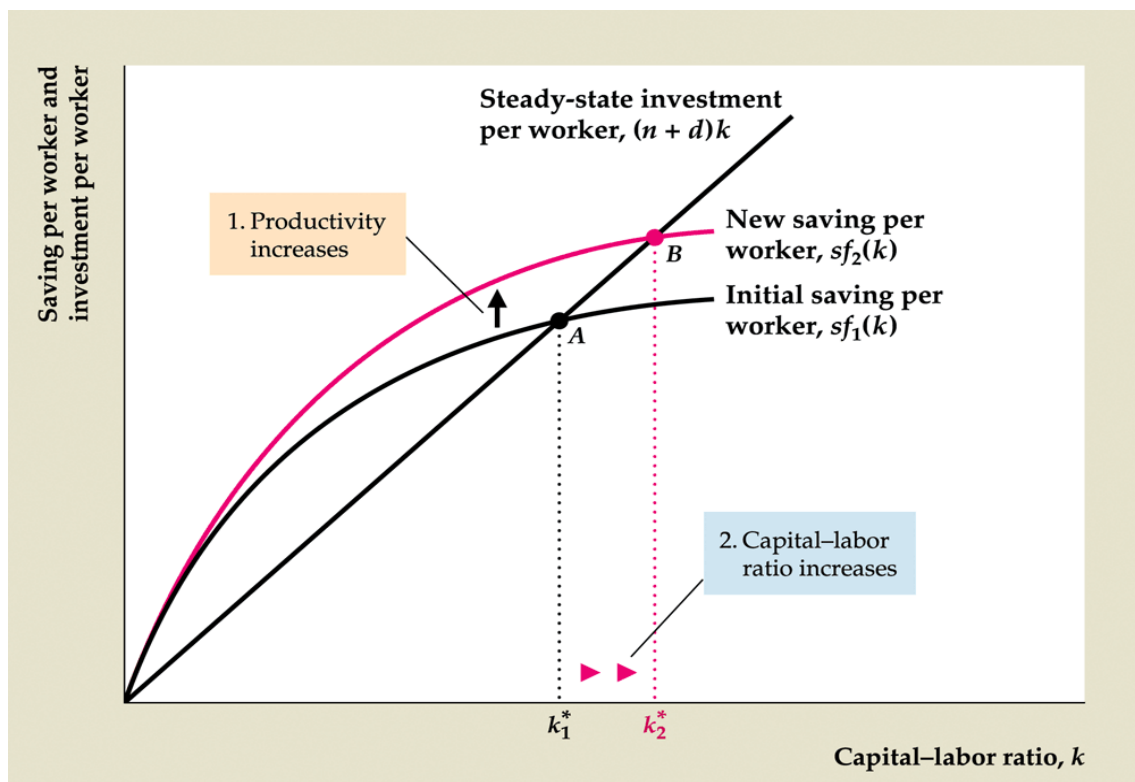 Saving per worker and
investment per worker
Steady-state investment
per worker, (n + d)k
1. Productivity
increases
New saving per
worker, sf₂(k)
B
Initial saving per
worker, sf₁(k)
A
2. Capital–labor
ratio increases
k₁*
k₂*
Capital–labor ratio, k